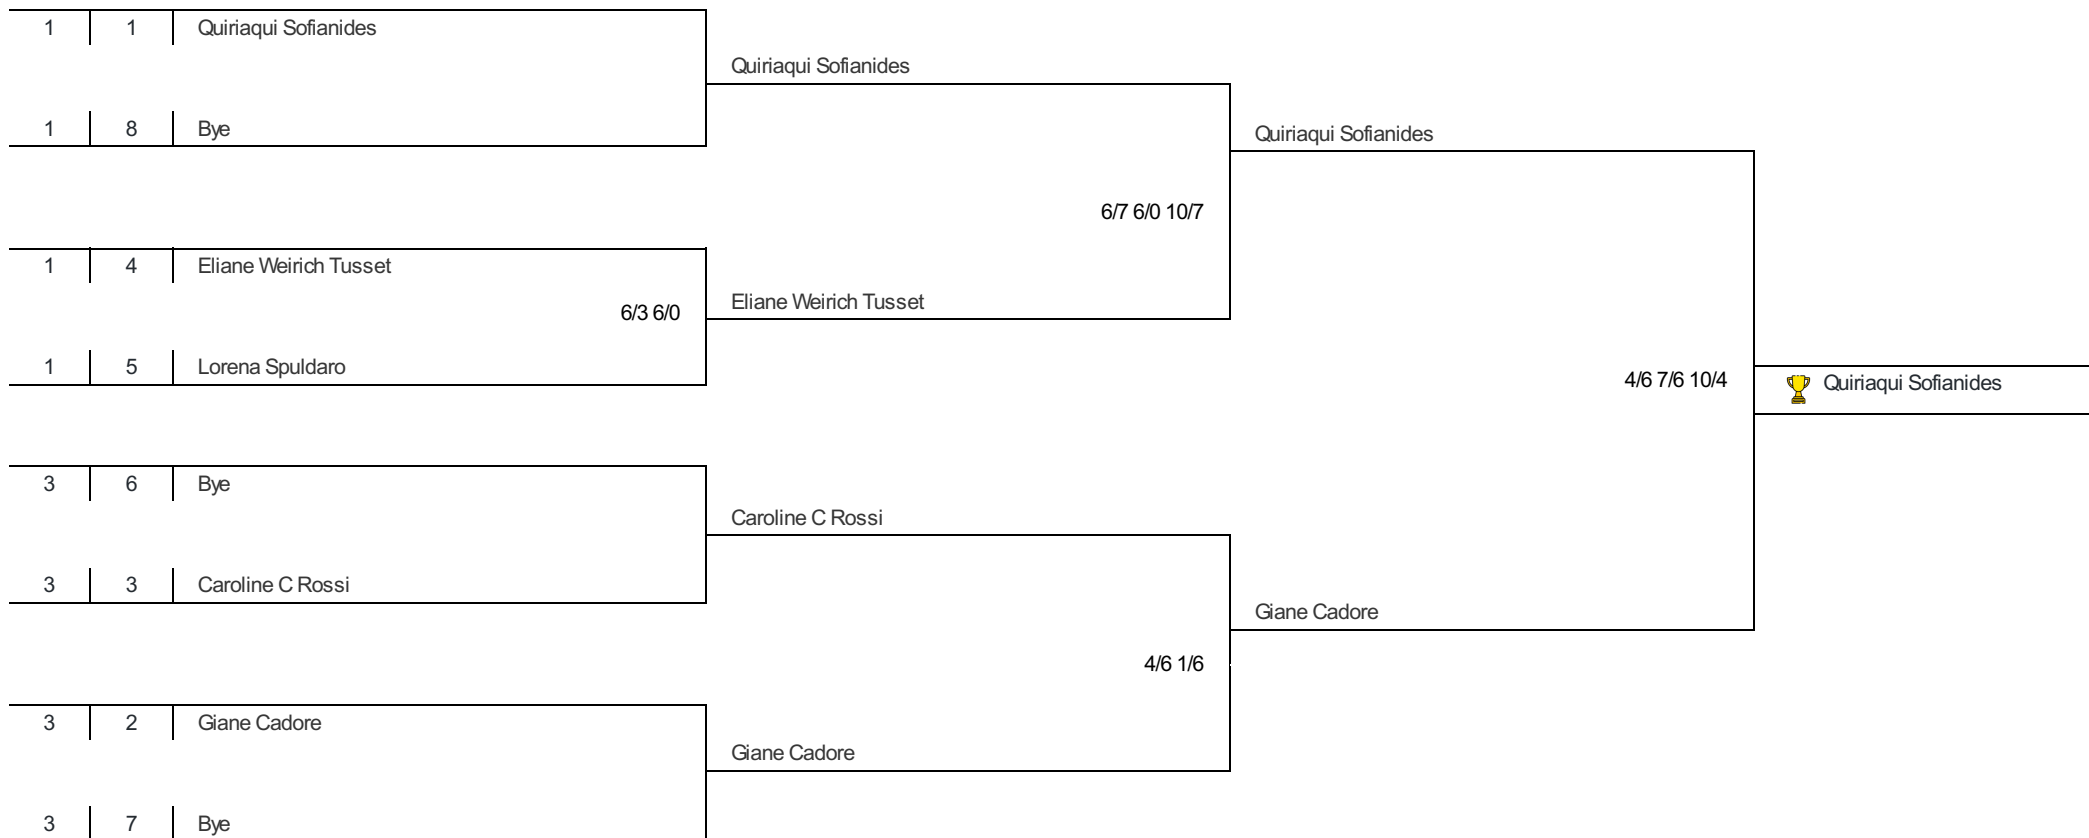 1 1 Quiriaqui Sofianides
Quiriaqui Sofianides
1 8 Bye
Quiriaqui Sofianides
6/7 6/0 10/7
1 4 Eliane Weirich Tusset
Eliane Weirich Tusset
6/3 6/0
1 5 Lorena Spuldaro
4/6 7/6 10/4
Quiriaqui Sofianides
3 6 Bye
Caroline C Rossi
3 3 Caroline C Rossi
Giane Cadore
4/6 1/6
3 2 Giane Cadore
Giane Cadore
3 7 Bye